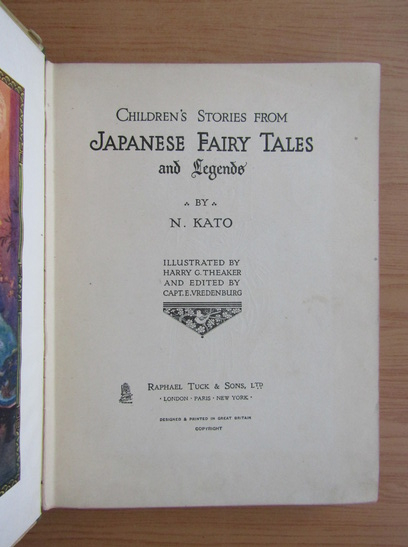 CHILDREN'S STORIES FROM
JAPANESE FAIRY TALES
and Legends
BY
N. KATO
ILLUSTRATED BY
HARRY G. THEAKER
AND EDITED BY
CAPT. E. VREDENBURG
RAPHAEL TUCK & SONS, LTD
· LONDON · PARIS · NEW YORK ·
DESIGNED & PRINTED IN GREAT BRITAIN
COPYRIGHT